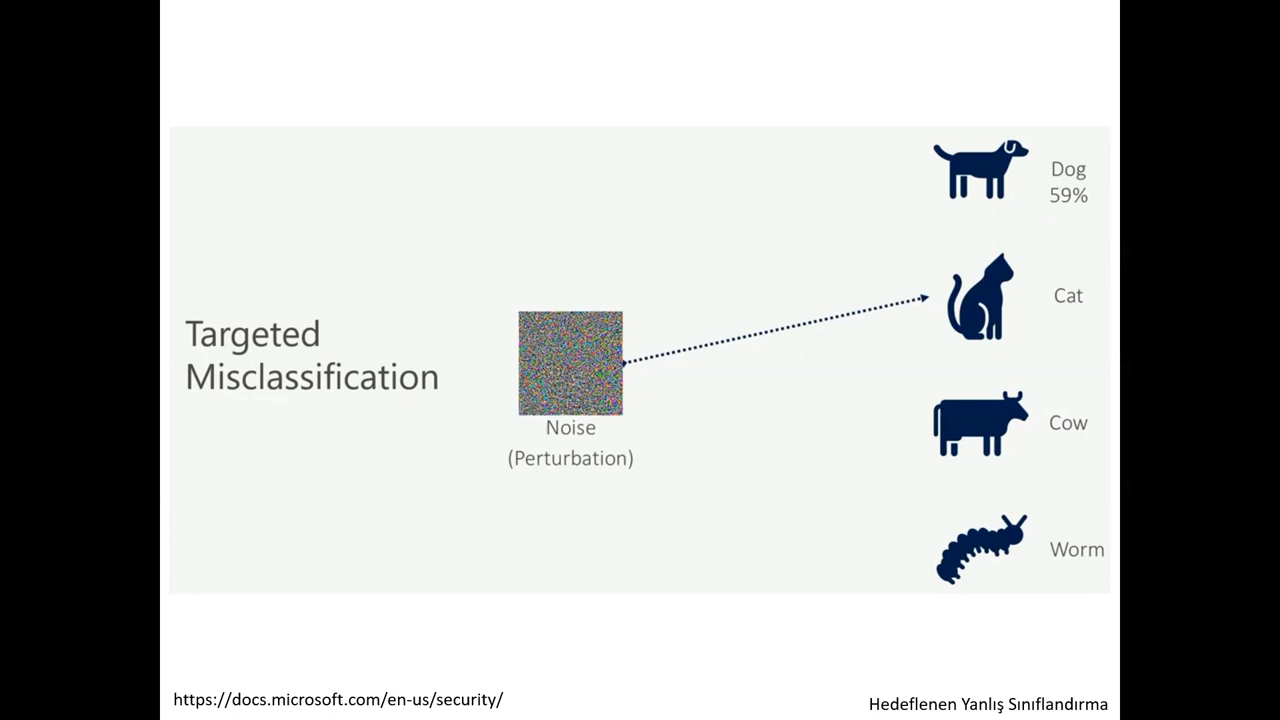 Dog
59%
Cat
Targeted
Misclassification
Noise
(Perturbation)
Cow
Worm
https://docs.microsoft.com/en-us/security/
Hedeflenen Yanlış Sınıflandırma